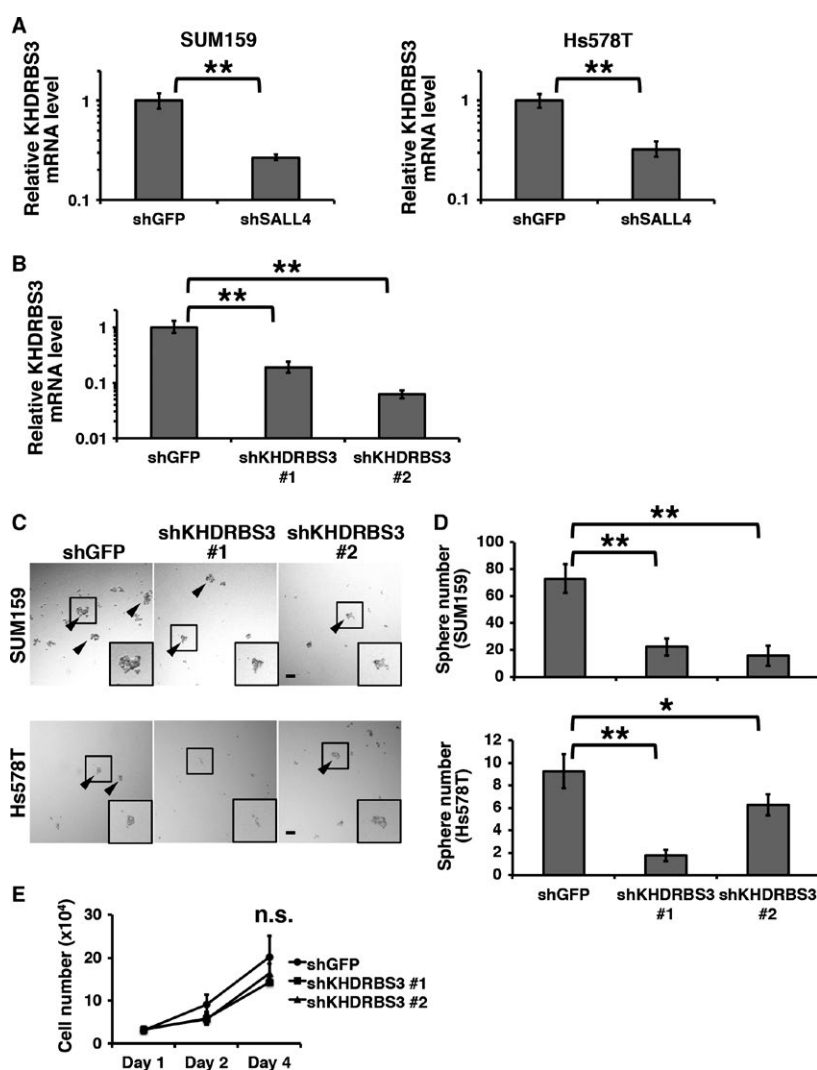 A
SUM159
Relative KHDRBS3
mRNA level
1
0.1
**
shGFP
shSALL4
Hs578T
Relative KHDRBS3
mRNA level
1
0.1
**
shGFP
shSALL4
B
Relative KHDRBS3
mRNA level
1
0.1
0.01
**
**
shGFP
shKHDRBS3
#1
shKHDRBS3
#2
C
shGFP
shKHDRBS3
#1
shKHDRBS3
#2
SUM159
Hs578T
D
Sphere number
(SUM159)
100
80
60
40
20
0
**
**
Sphere number
(Hs578T)
12
10
8
6
4
2
0
*
**
shGFP
shKHDRBS3
#1
shKHDRBS3
#2
E
Cell number (x10⁴)
30
20
10
0
n.s.
shGFP
shKHDRBS3 #1
shKHDRBS3 #2
Day 1
Day 2
Day 4